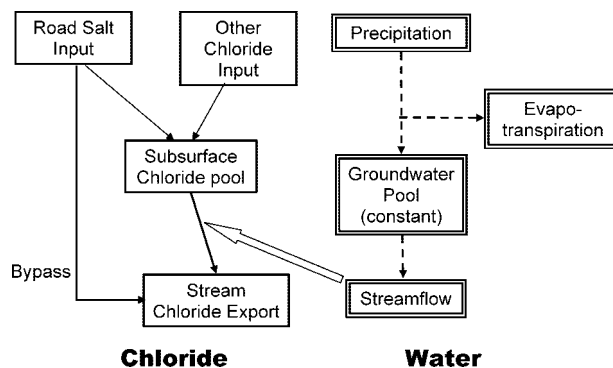 Road Salt
Input
Other
Chloride
Input
Precipitation
Evapo-
transpiration
Subsurface
Chloride pool
Groundwater
Pool
(constant)
Bypass
Stream
Chloride Export
Streamflow
Chloride
Water